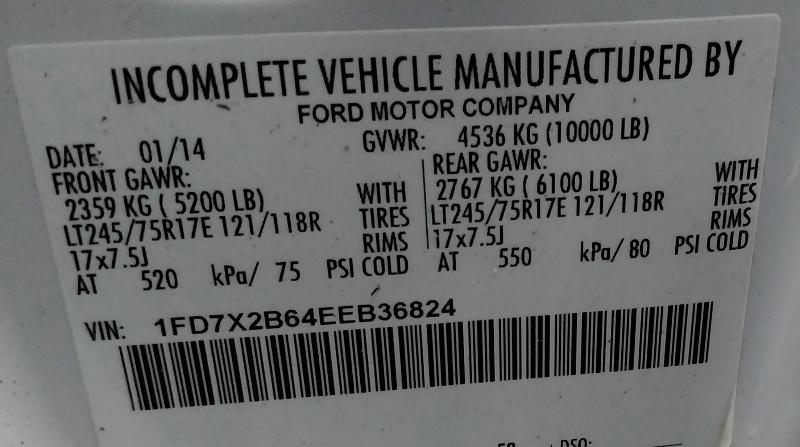 INCOMPLETE VEHICLE MANUFACTURED BY
FORD MOTOR COMPANY
DATE: 01/14 GVWR: 4536 KG (10000 LB)
FRONT GAWR: REAR GAWR:
2359 KG ( 5200 LB) WITH 2767 KG ( 6100 LB) WITH
LT245/75R17E 121/118R TIRES LT245/75R17E 121/118R TIRES
17x7.5J RIMS 17x7.5J RIMS
AT 520 kPa/ 75 PSI COLD AT 550 kPa/ 80 PSI COLD
VIN: 1FD7X2B64EEB36824
DSO: